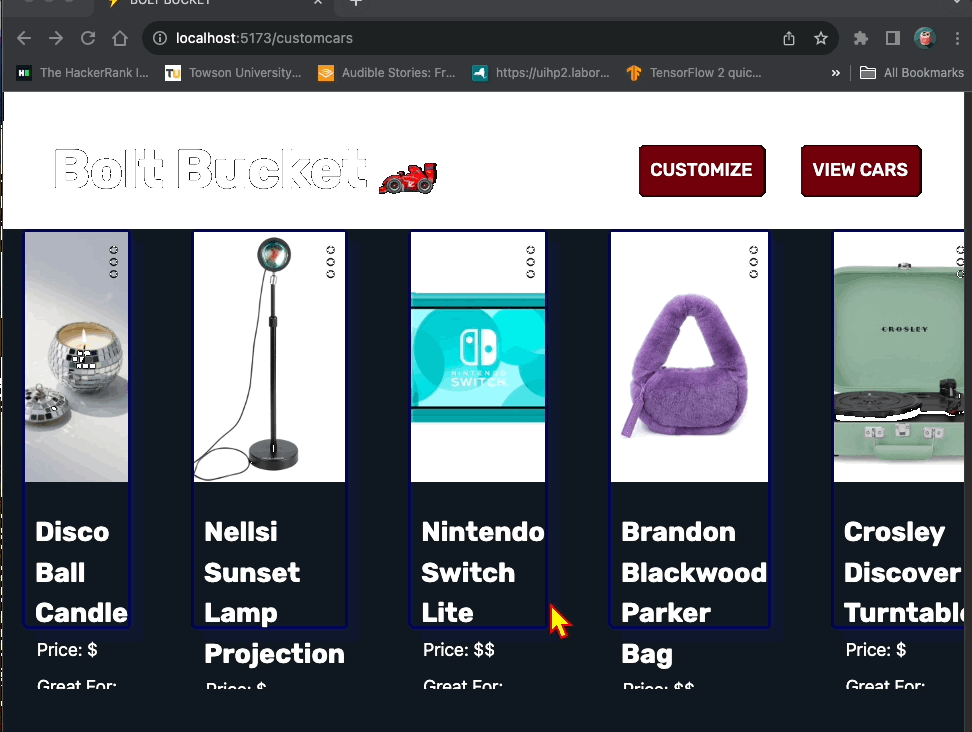 BOLT BUCKET
localhost:5173/customcars
The HackerRank I...
TU
Towson University...
Audible Stories: Fr...
https://uihp2.labor...
TensorFlow 2 quic...
»
All Bookmarks
Bolt Bucket
CUSTOMIZE
VIEW CARS
NINTENDO
SWITCH
CROSLEY
Disco
Ball
Candle
Price: $
Great For:
Nellsi
Sunset
Lamp
Projection
Price: $
Nintendo
Switch
Lite
Price: $$
Great For:
Brandon
Blackwood
Parker
Bag
Price: $$
Crosley
Discover
Turntable
Price: $
Great For: